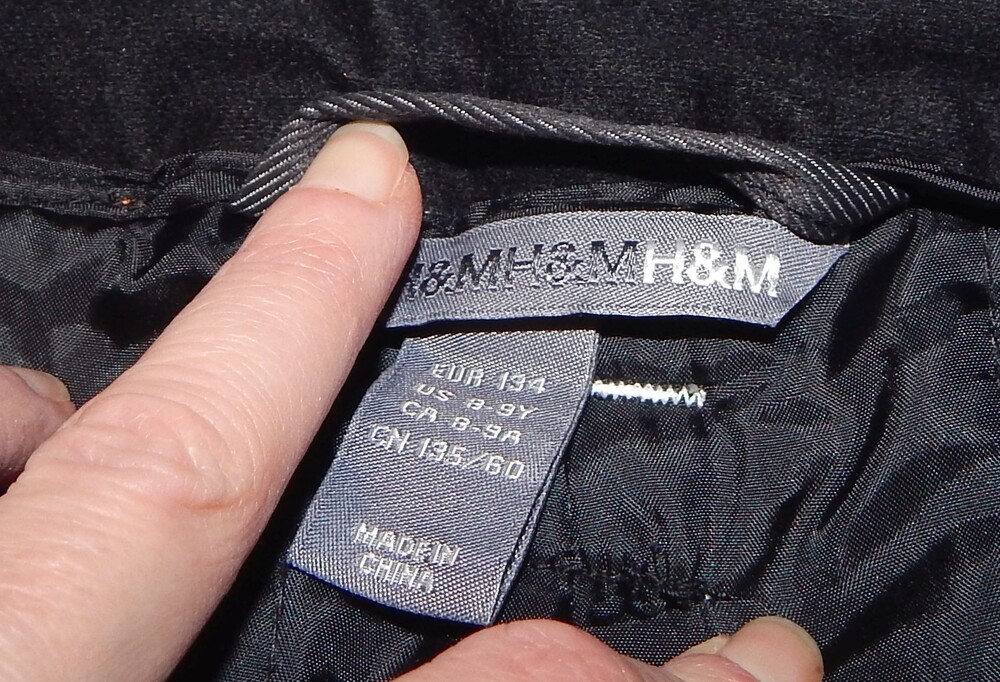 H&MH&MH&M
EUR 134
US 8-9Y
CA 8-9A
CN 135/60
MADE IN
CHINA